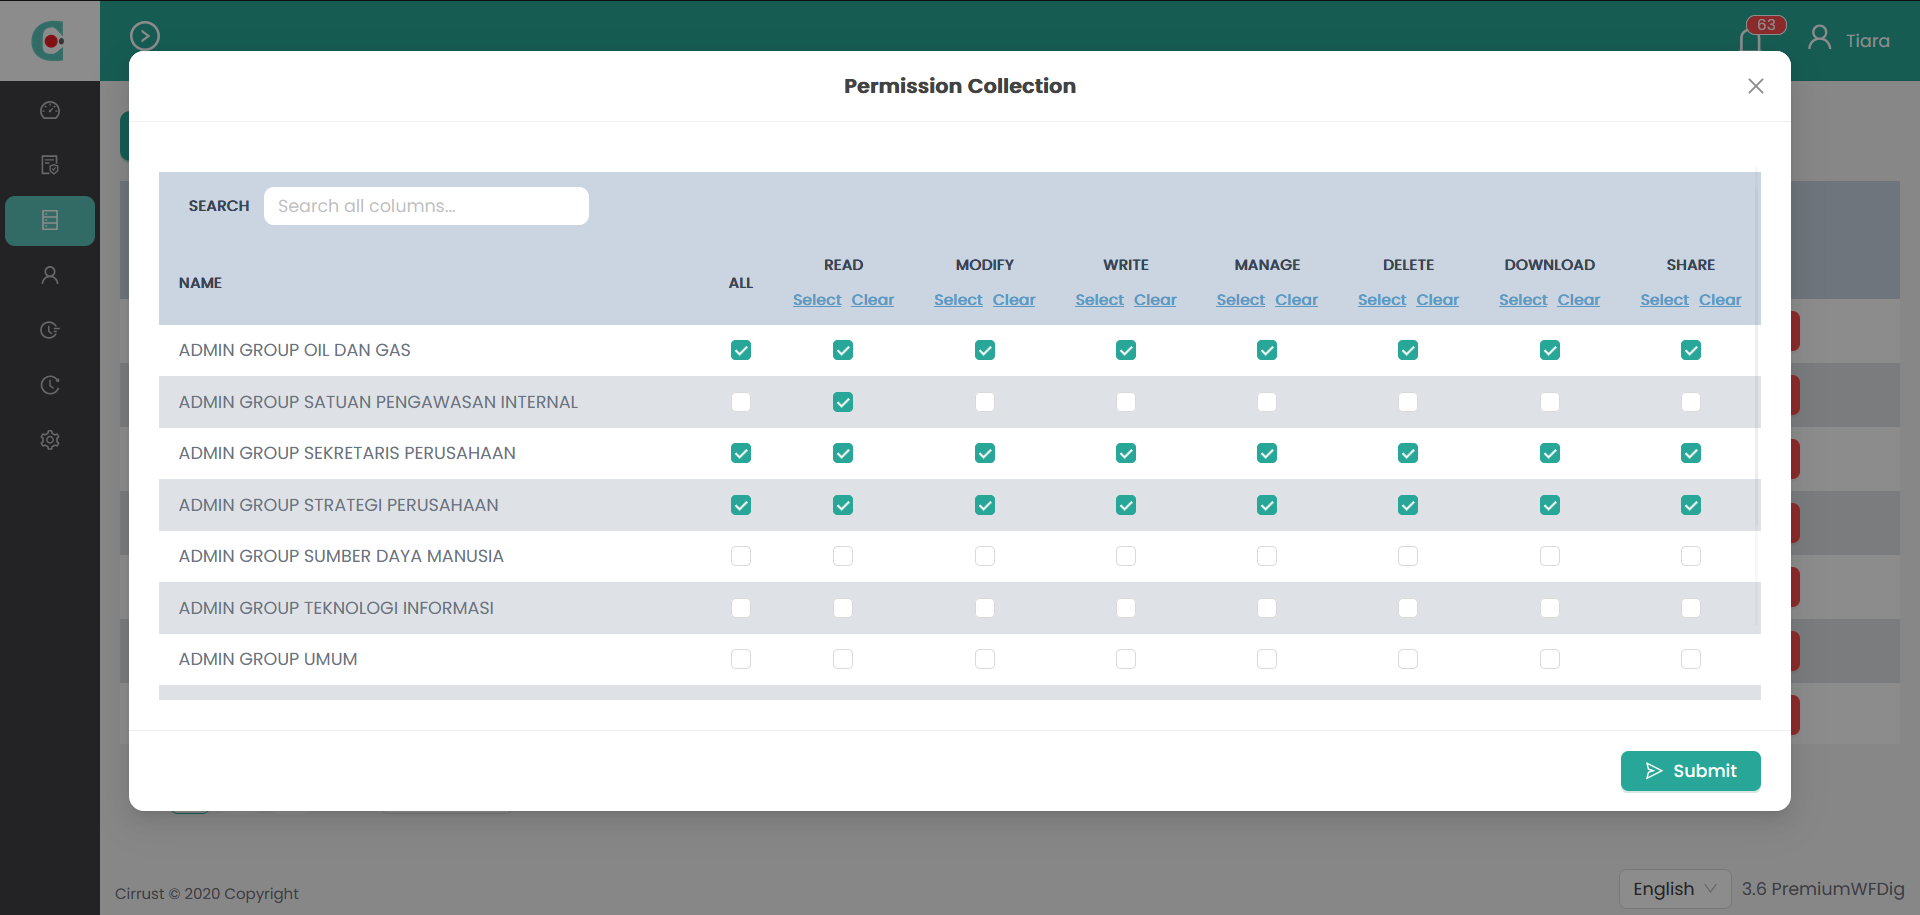 63
Tiara
Permission Collection
SEARCH Search all columns...
NAME ALL READ MODIFY WRITE MANAGE DELETE DOWNLOAD SHARE
Select Clear Select Clear Select Clear Select Clear Select Clear Select Clear Select Clear
ADMIN GROUP OIL DAN GAS
ADMIN GROUP SATUAN PENGAWASAN INTERNAL
ADMIN GROUP SEKRETARIS PERUSAHAAN
ADMIN GROUP STRATEGI PERUSAHAAN
ADMIN GROUP SUMBER DAYA MANUSIA
ADMIN GROUP TEKNOLOGI INFORMASI
ADMIN GROUP UMUM
Submit
Cirrust © 2020 Copyright
English 3.6 PremiumWFDig